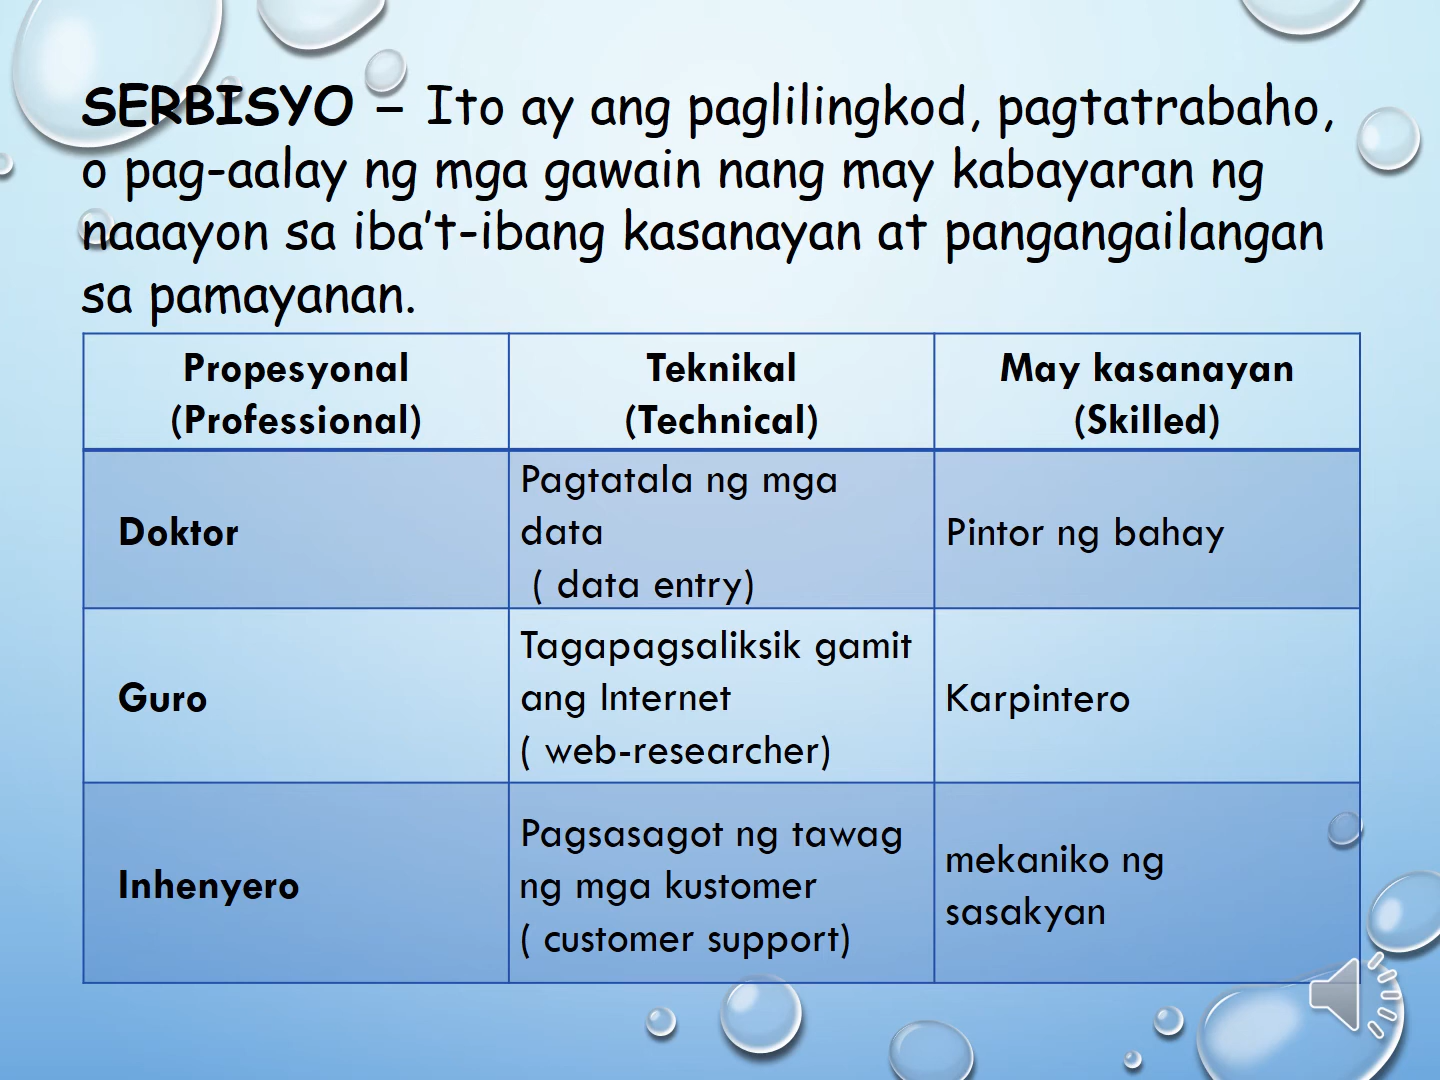 SERBISYO – Ito ay ang paglilingkod, pagtatrabaho,
o pag-aalay ng mga gawain nang may kabayaran ng
naaayon sa iba't-ibang kasanayan at pangangailangan
sa pamayanan.
Propesyonal
(Professional)
Teknikal
(Technical)
May kasanayan
(Skilled)
Doktor
Pagtatala ng mga
data
( data entry)
Pintor ng bahay
Guro
Tagapagsaliksik gamit
ang Internet
( web-researcher)
Karpintero
Inhenyero
Pagsasagot ng tawag
ng mga kustomer
( customer support)
mekaniko ng
sasakyan